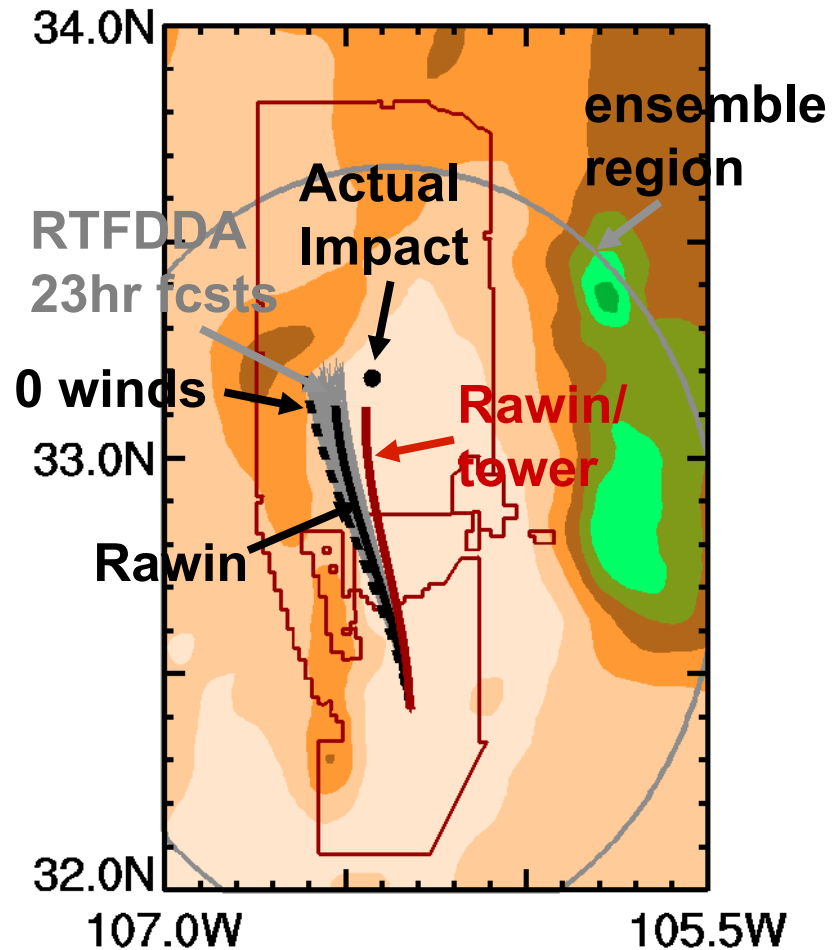 34.0N
ensemble
region
Actual
Impact
RTFDDA
23hr fcsts
0 winds
Rawin/
tower
33.0N
Rawin
32.0N
107.0W
105.5W